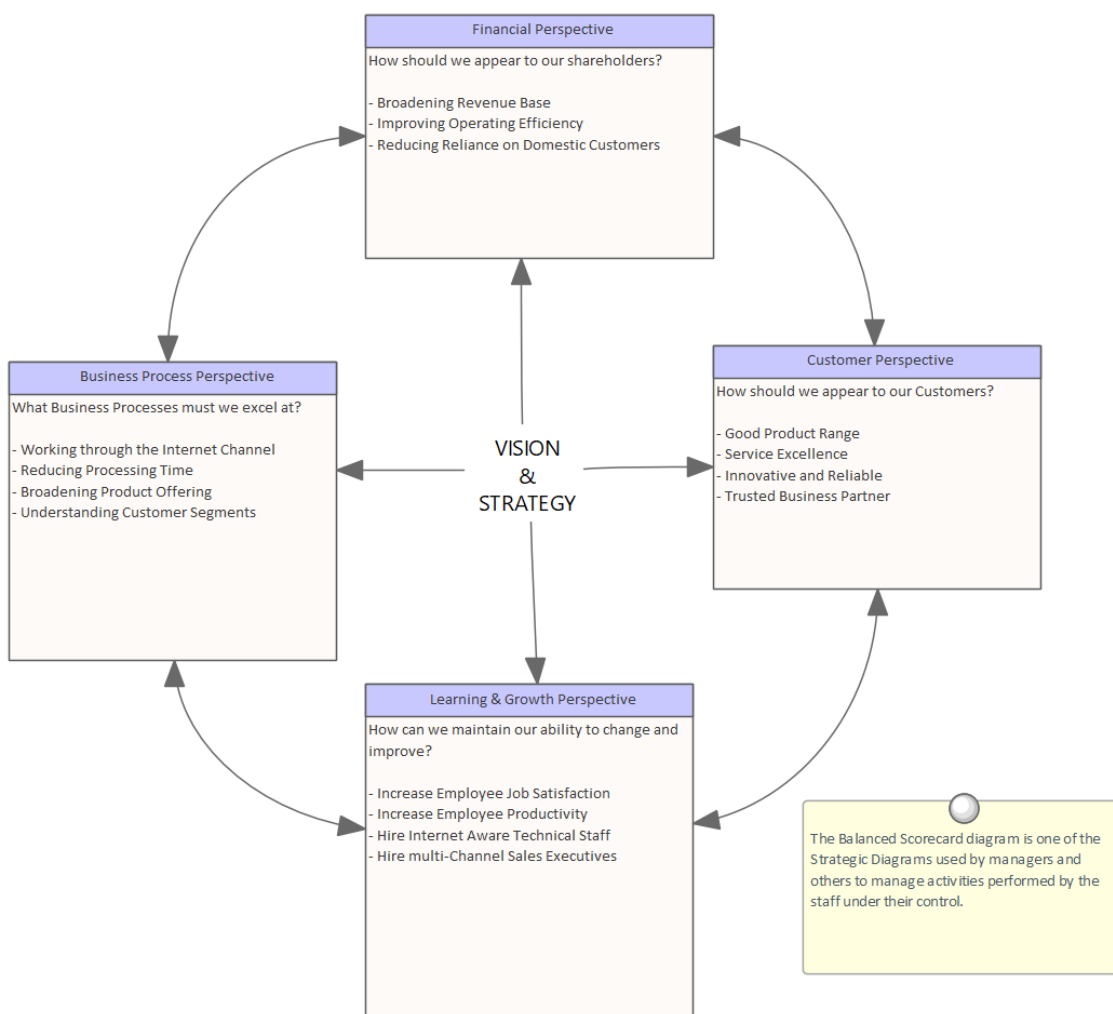 Financial Perspective
How should we appear to our shareholders?
- Broadening Revenue Base
- Improving Operating Efficiency
- Reducing Reliance on Domestic Customers
Business Process Perspective
What Business Processes must we excel at?
- Working through the Internet Channel
- Reducing Processing Time
- Broadening Product Offering
- Understanding Customer Segments
VISION
&
STRATEGY
Customer Perspective
How should we appear to our Customers?
- Good Product Range
- Service Excellence
- Innovative and Reliable
- Trusted Business Partner
Learning & Growth Perspective
How can we maintain our ability to change and
improve?
- Increase Employee Job Satisfaction
- Increase Employee Productivity
- Hire Internet Aware Technical Staff
- Hire multi-Channel Sales Executives
The Balanced Scorecard diagram is one of the
Strategic Diagrams used by managers and
others to manage activities performed by the
staff under their control.